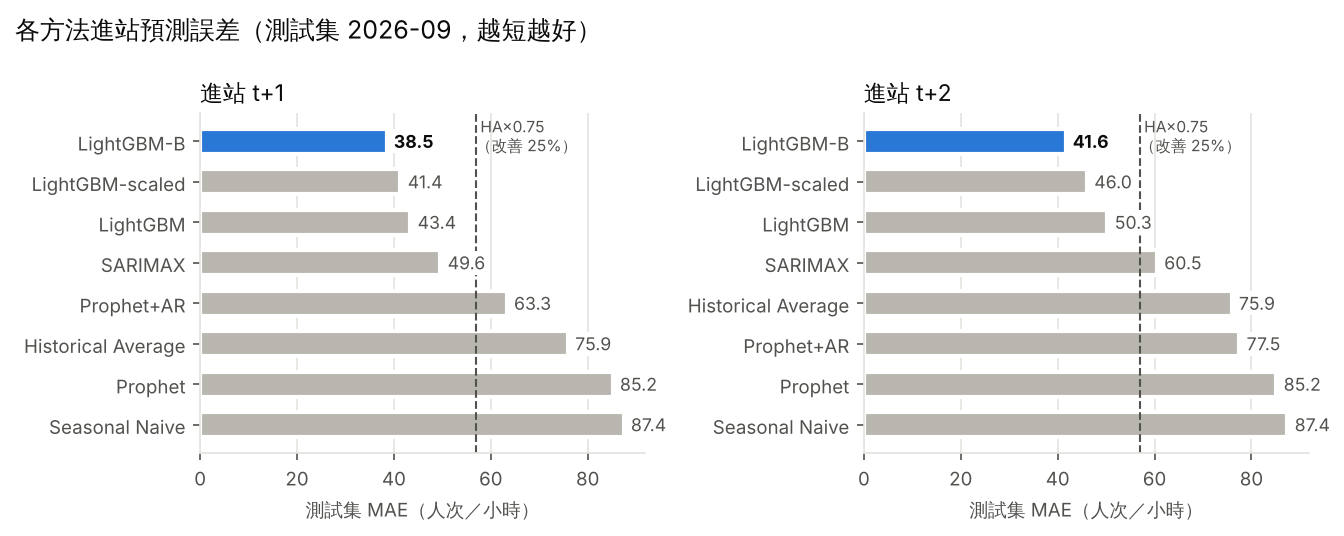 各方法進站預測誤差（測試集 2026-09，越短越好）
進站 t+1
HA×0.75
（改善 25%）
LightGBM-B 38.5
LightGBM-scaled 41.4
LightGBM 43.4
SARIMAX 49.6
Prophet+AR 63.3
Historical Average 75.9
Prophet 85.2
Seasonal Naive 87.4
0 20 40 60 80
測試集 MAE（人次／小時）
進站 t+2
HA×0.75
（改善 25%）
LightGBM-B 41.6
LightGBM-scaled 46.0
LightGBM 50.3
SARIMAX 60.5
Historical Average 75.9
Prophet+AR 77.5
Prophet 85.2
Seasonal Naive 87.4
0 20 40 60 80
測試集 MAE（人次／小時）